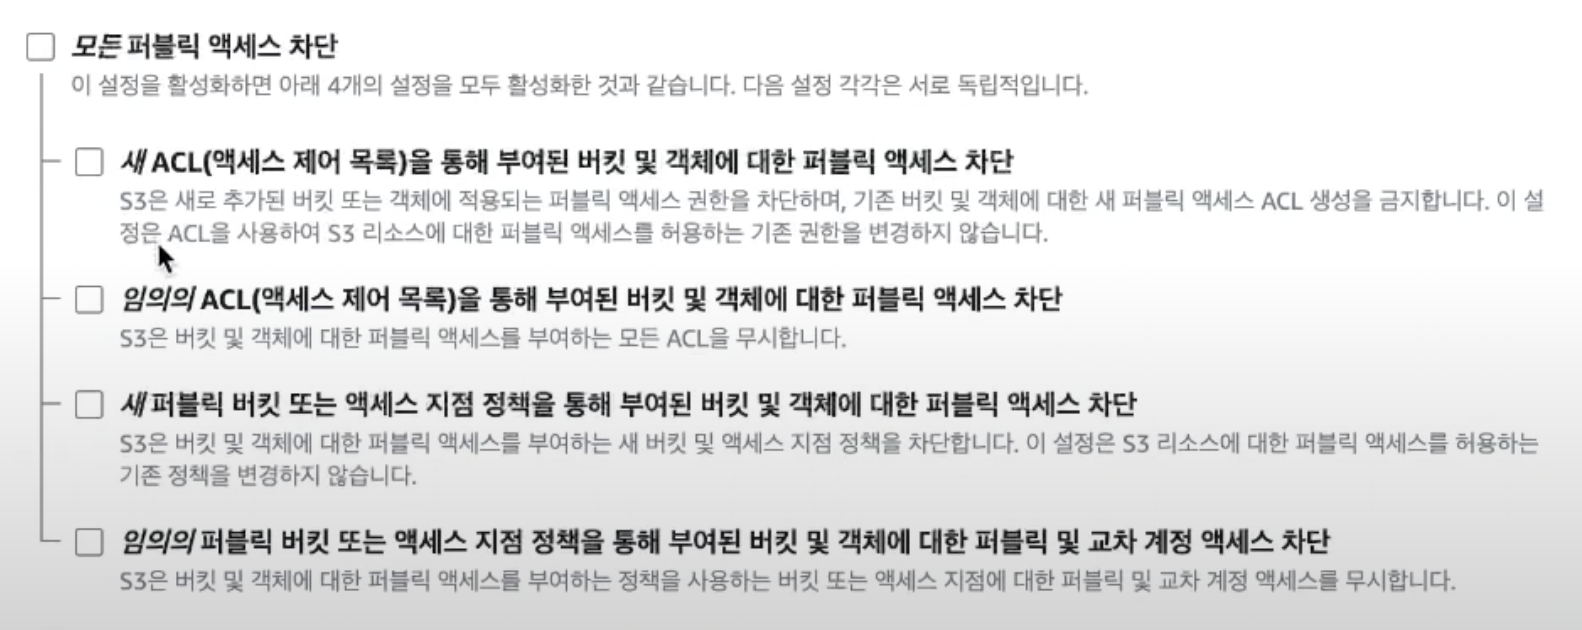 모든 퍼블릭 액세스 차단
이 설정을 활성화하면 아래 4개의 설정을 모두 활성화한 것과 같습니다. 다음 설정 각각은 서로 독립적입니다.
새 ACL(액세스 제어 목록)을 통해 부여된 버킷 및 객체에 대한 퍼블릭 액세스 차단
S3은 새로 추가된 버킷 또는 객체에 적용되는 퍼블릭 액세스 권한을 차단하며, 기존 버킷 및 객체에 대한 새 퍼블릭 액세스 ACL 생성을 금지합니다. 이 설
정은 ACL을 사용하여 S3 리소스에 대한 퍼블릭 액세스를 허용하는 기존 권한을 변경하지 않습니다.
임의의 ACL(액세스 제어 목록)을 통해 부여된 버킷 및 객체에 대한 퍼블릭 액세스 차단
S3은 버킷 및 객체에 대한 퍼블릭 액세스를 부여하는 모든 ACL을 무시합니다.
새 퍼블릭 버킷 또는 액세스 지점 정책을 통해 부여된 버킷 및 객체에 대한 퍼블릭 액세스 차단
S3은 버킷 및 객체에 대한 퍼블릭 액세스를 부여하는 새 버킷 및 액세스 지점 정책을 차단합니다. 이 설정은 S3 리소스에 대한 퍼블릭 액세스를 허용하는
기존 정책을 변경하지 않습니다.
임의의 퍼블릭 버킷 또는 액세스 지점 정책을 통해 부여된 버킷 및 객체에 대한 퍼블릭 및 교차 계정 액세스 차단
S3은 버킷 및 객체에 대한 퍼블릭 액세스를 부여하는 정책을 사용하는 버킷 또는 액세스 지점에 대한 퍼블릭 및 교차 계정 액세스를 무시합니다.